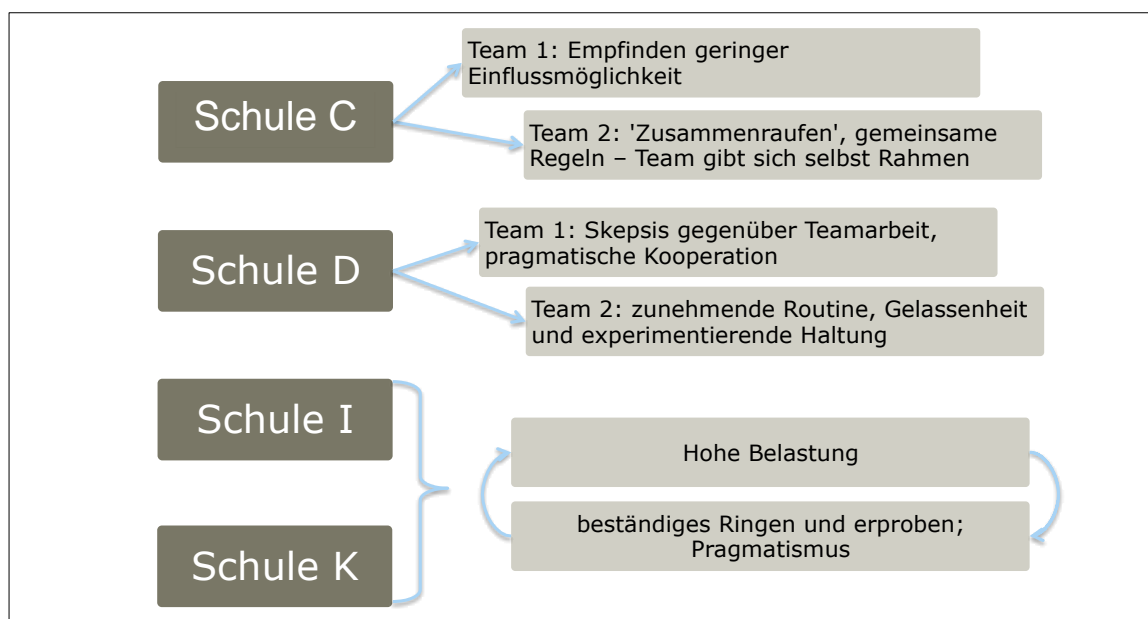 Schule C
Team 1: Empfinden geringer
Einflussmöglichkeit
Team 2: 'Zusammenraufen', gemeinsame
Regeln – Team gibt sich selbst Rahmen
Schule D
Team 1: Skepsis gegenüber Teamarbeit,
pragmatische Kooperation
Team 2: zunehmende Routine, Gelassenheit
und experimentierende Haltung
Schule I
Schule K
Hohe Belastung
beständiges Ringen und erproben;
Pragmatismus